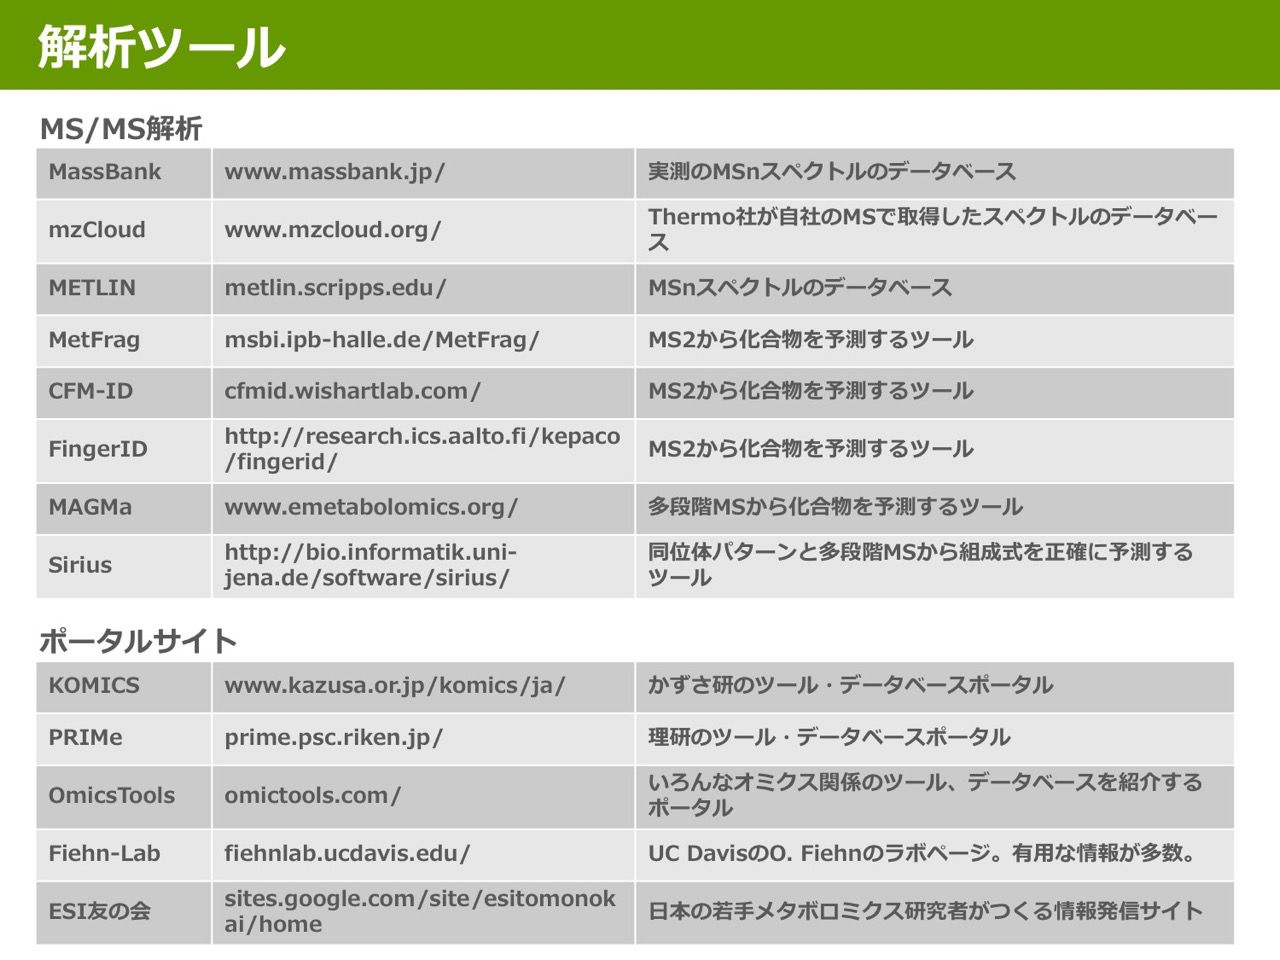 解析ツール
MS/MS解析
MassBank www.massbank.jp/ 実測のMSnスペクトルのデータベース
mzCloud www.mzcloud.org/ Thermo社が自社のMSで取得したスペクトルのデータベー
ス
METLIN metlin.scripps.edu/ MSnスペクトルのデータベース
MetFrag msbi.ipb-halle.de/MetFrag/ MS2から化合物を予測するツール
CFM-ID cfmid.wishartlab.com/ MS2から化合物を予測するツール
FingerID http://research.ics.aalto.fi/kepaco
/fingerid/ MS2から化合物を予測するツール
MAGMa www.emetabolomics.org/ 多段階MSから化合物を予測するツール
Sirius http://bio.informatik.uni-
jena.de/software/sirius/ 同位体パターンと多段階MSから組成式を正確に予測する
ツール
ポータルサイト
KOMICS www.kazusa.or.jp/komics/ja/ かずさ研のツール・データベースポータル
PRIMe prime.psc.riken.jp/ 理研のツール・データベースポータル
OmicsTools omictools.com/ いろんなオミクス関係のツール、データベースを紹介する
ポータル
Fiehn-Lab fiehnlab.ucdavis.edu/ UC DavisのO. Fiehnのラボページ。有用な情報が多数。
ESI友の会 sites.google.com/site/esitomonok
ai/home 日本の若手メタボロミクス研究者がつくる情報発信サイト